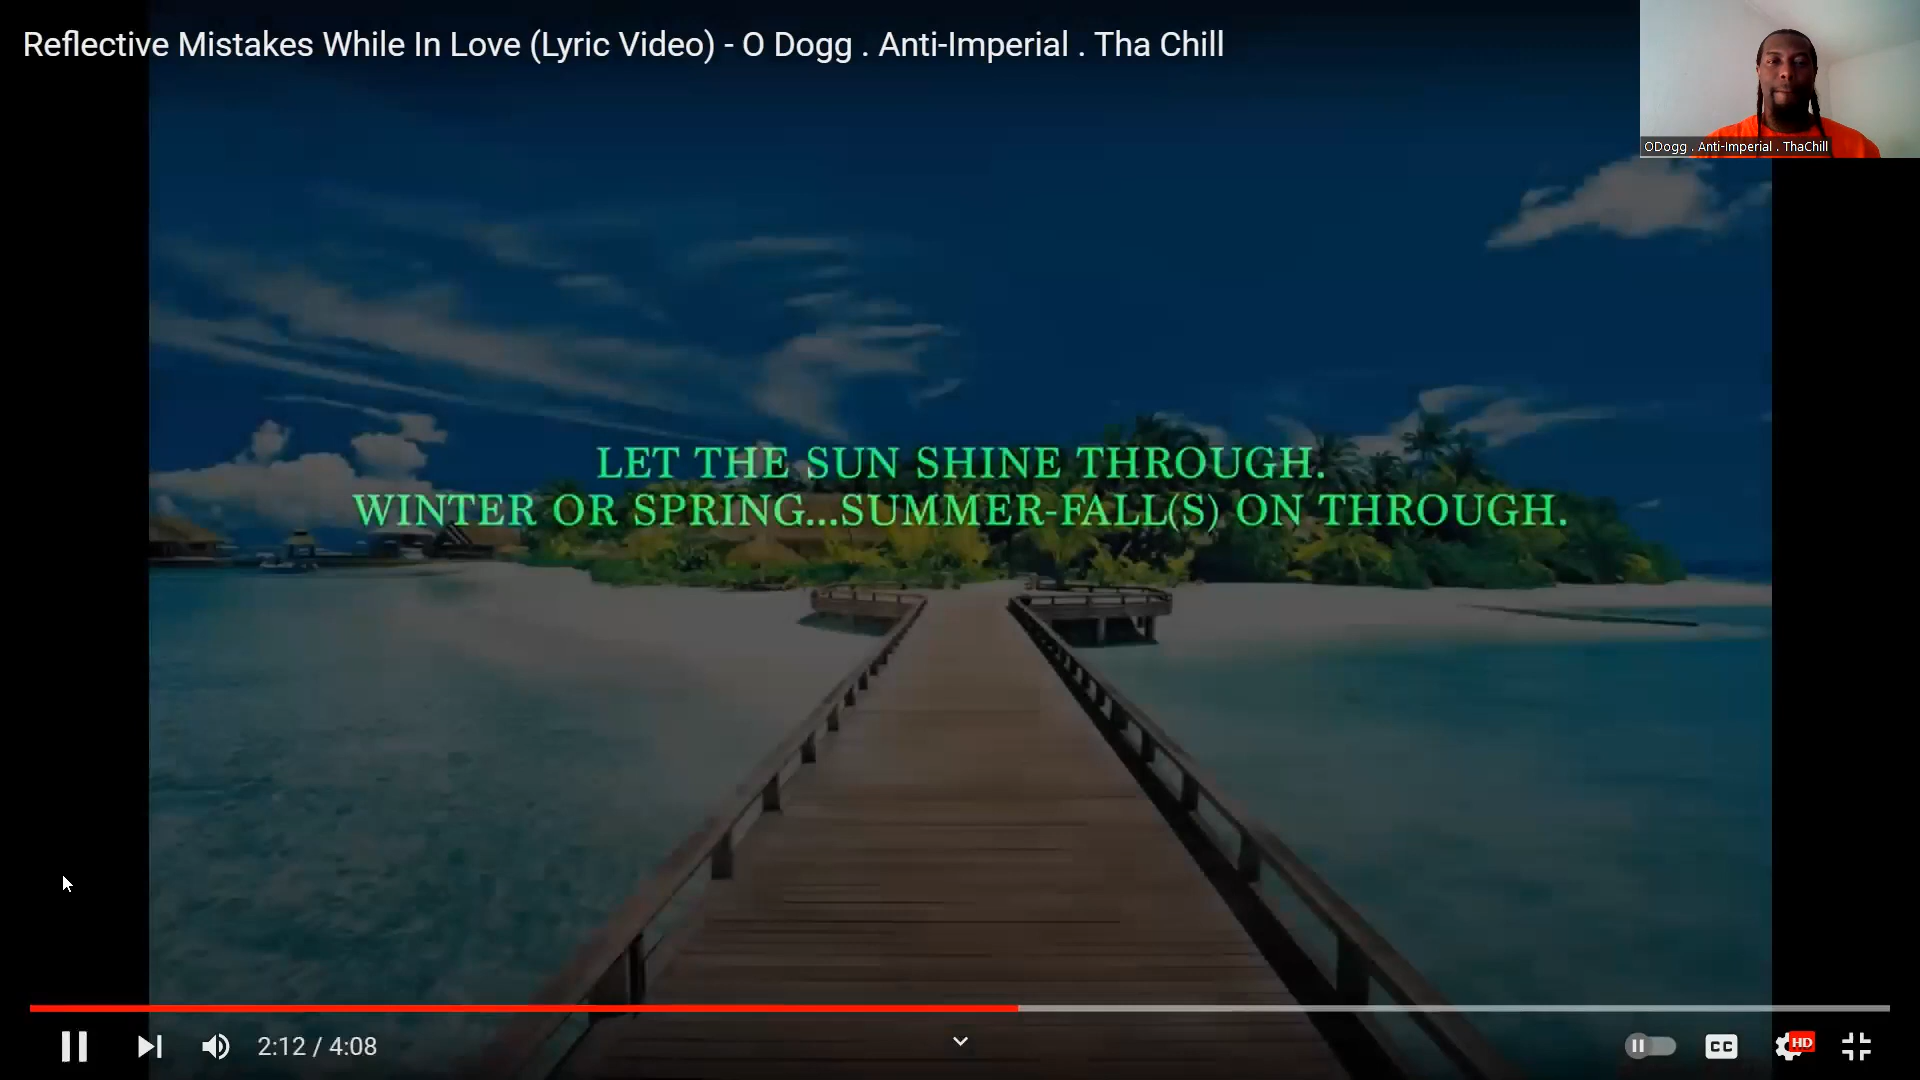 Reflective Mistakes While In Love (Lyric Video) - O Dogg . Anti-Imperial . Tha Chill
ODogg . Anti-Imperial . ThaChill
LET THE SUN SHINE THROUGH.
WINTER OR SPRING...SUMMER-FALL(S) ON THROUGH.
2:12 / 4:08
CC
HD